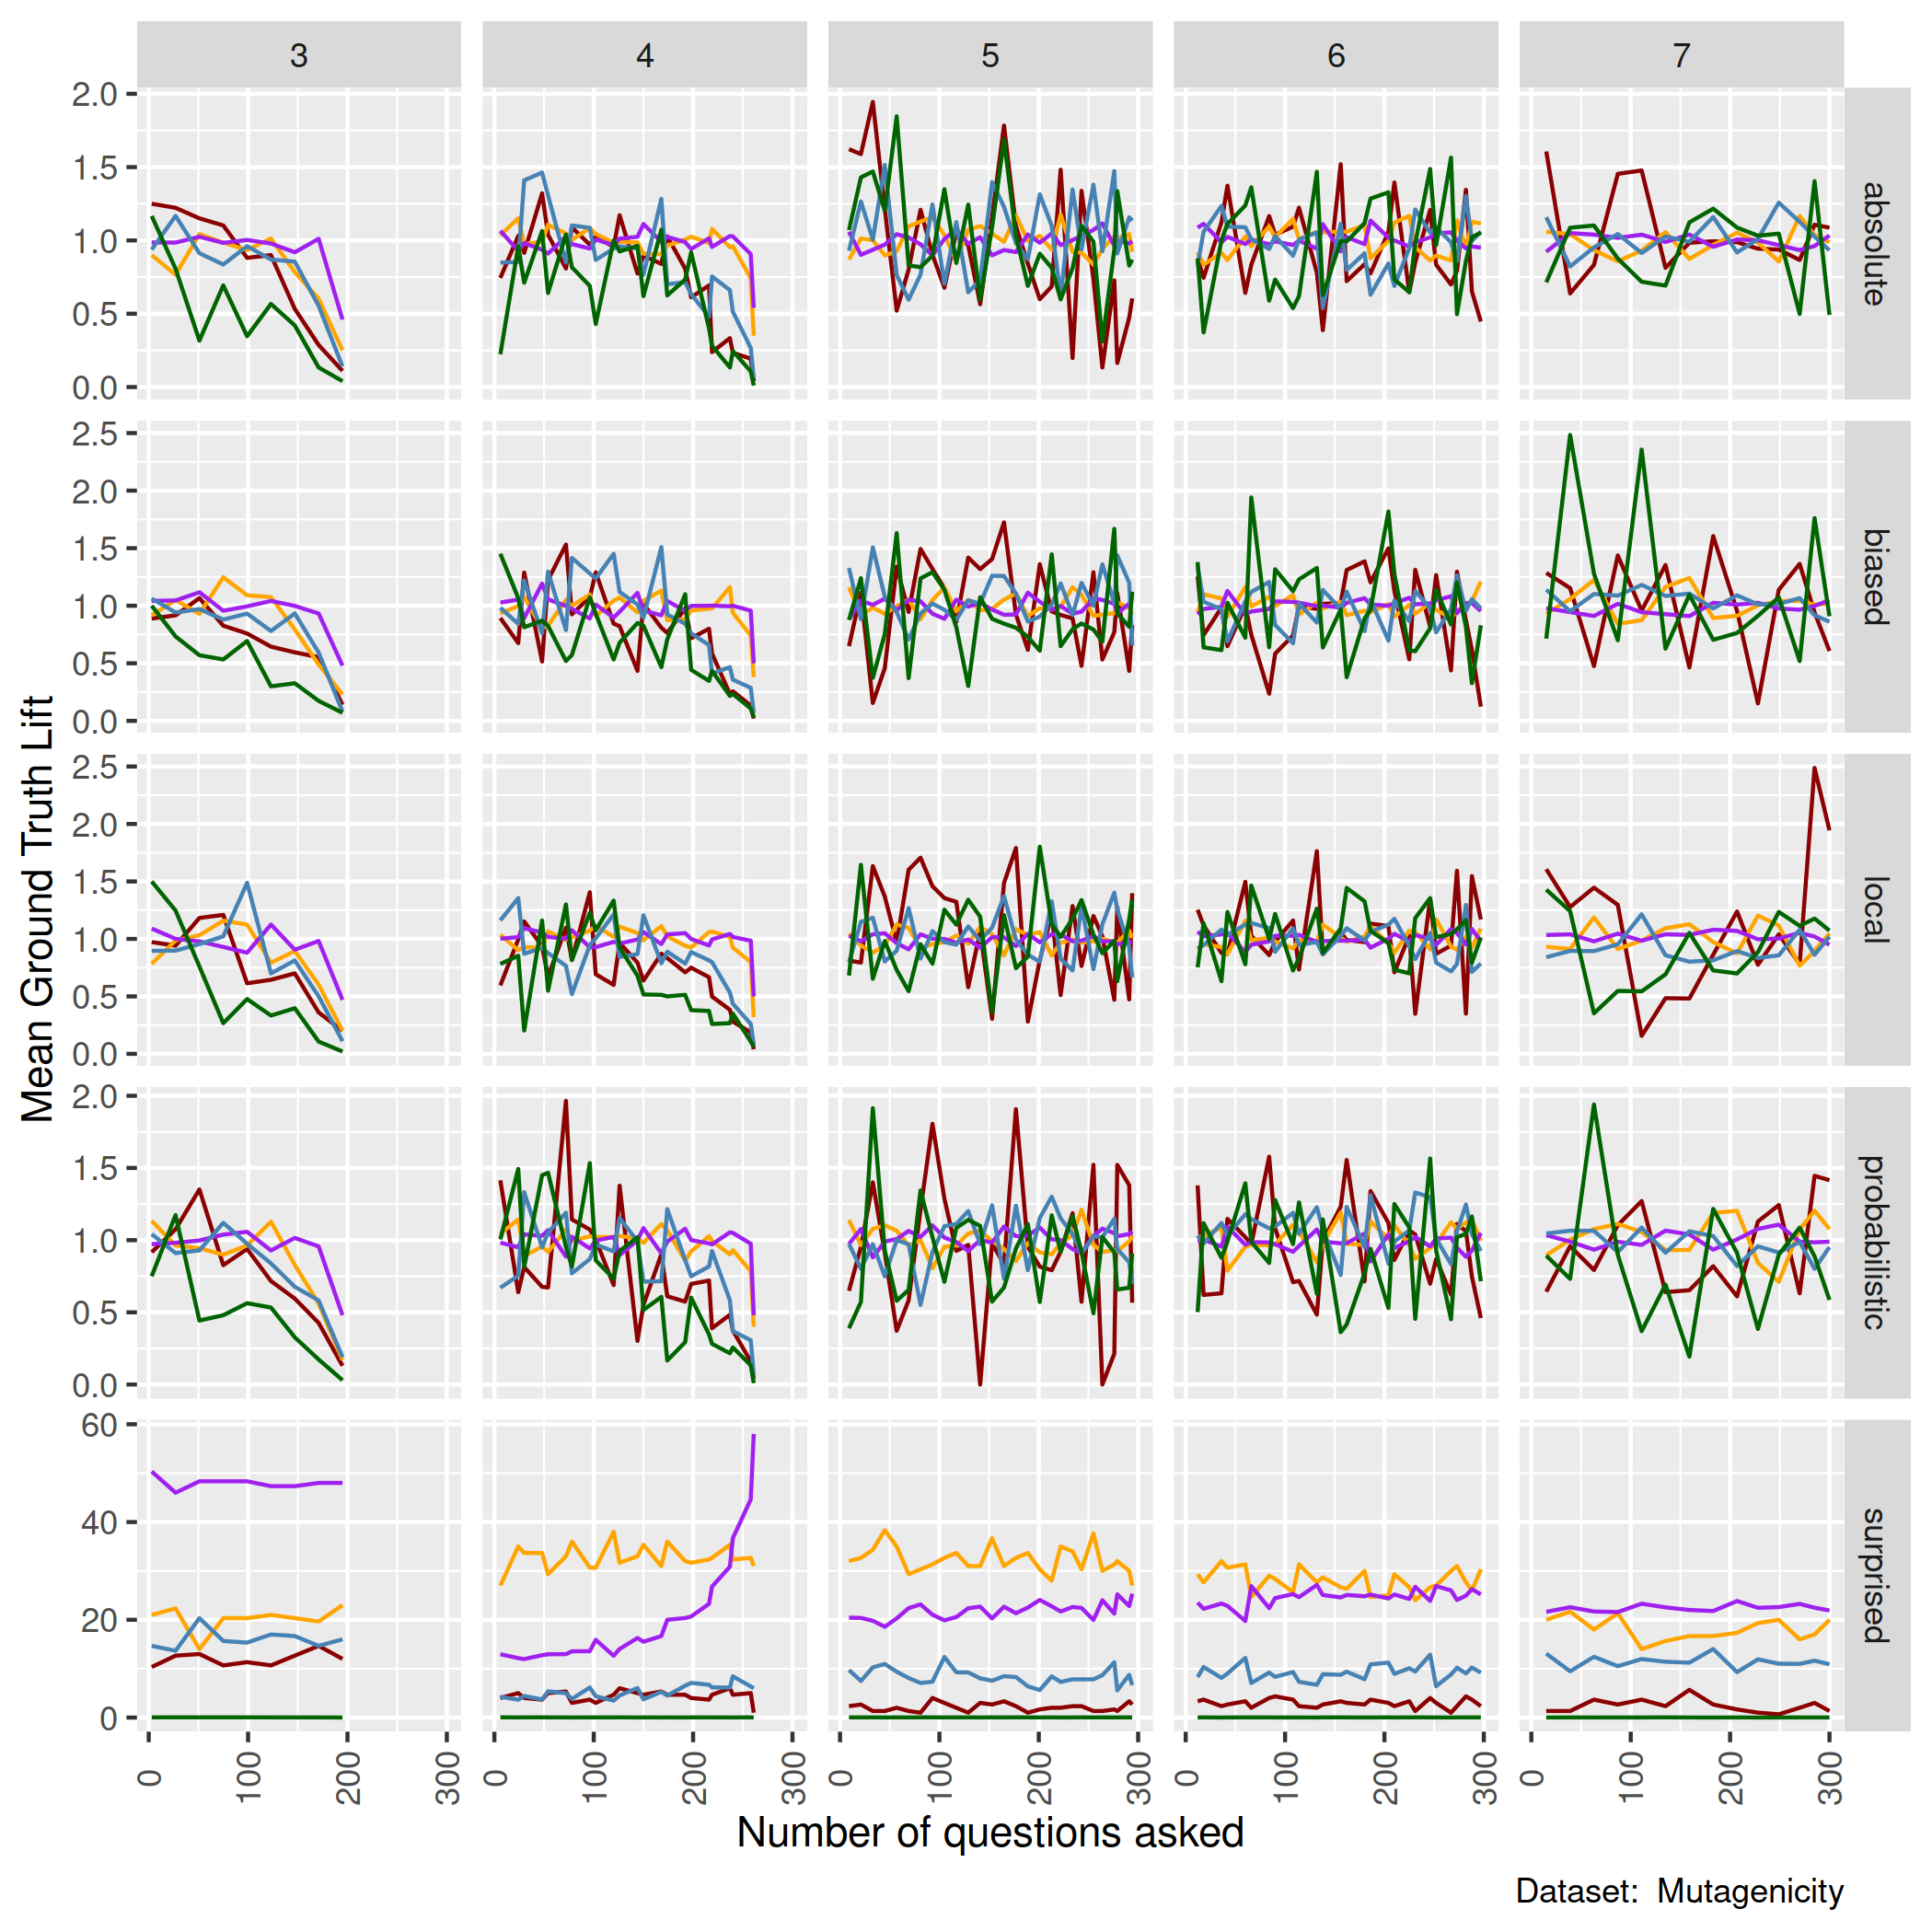 3 4 5 6 7
2.0
1.5
1.0
0.5
0.0
absolute
2.5
2.0
1.5
1.0
0.5
0.0
biased
2.5
2.0
1.5
1.0
0.5
0.0
local
2.0
1.5
1.0
0.5
0.0
probabilistic
60
40
20
0
surprised
Mean Ground Truth Lift
0 100 200 300 0 100 200 300 0 100 200 300 0 100 200 300 0 100 200 300
Number of questions asked
Dataset: Mutagenicity